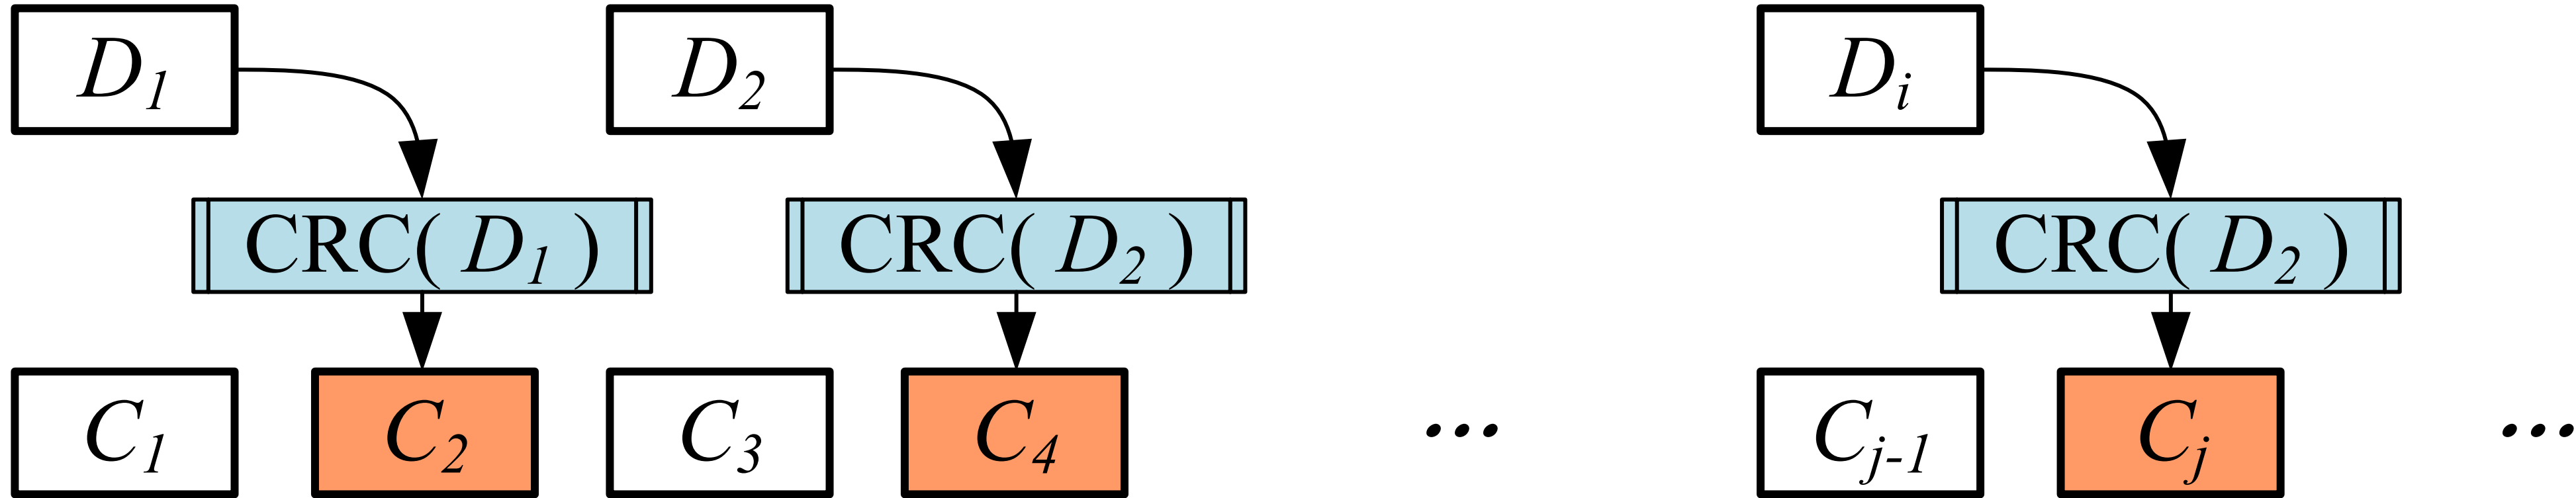 D1 D2 Di
CRC( D1 ) CRC( D2 ) CRC( D2 )
C1 C2 C3 C4 ... Cj-1 Cj ...